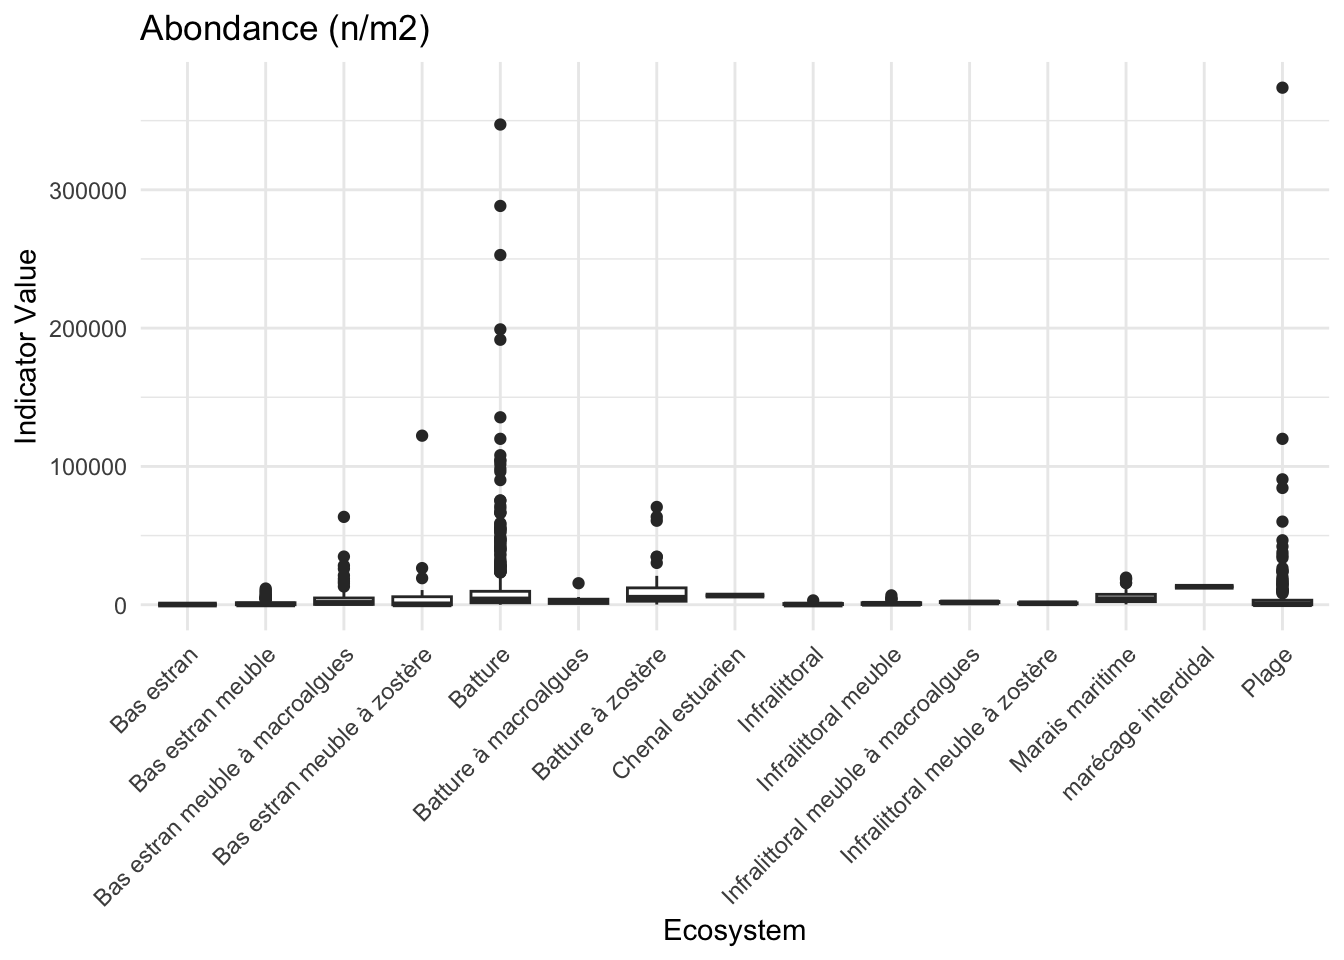 Abondance (n/m2)
Indicator Value
300000
200000
100000
0
Bas estran
Bas estran meuble
Bas estran meuble à macroalgues
Bas estran meuble à zostère
Batture
Batture à macroalgues
Batture à zostère
Chenal estuarien
Infralittoral
Infralittoral meuble
Infralittoral meuble à macroalgues
Infralittoral meuble à zostère
Marais maritime
marécage interdidal
Plage
Ecosystem